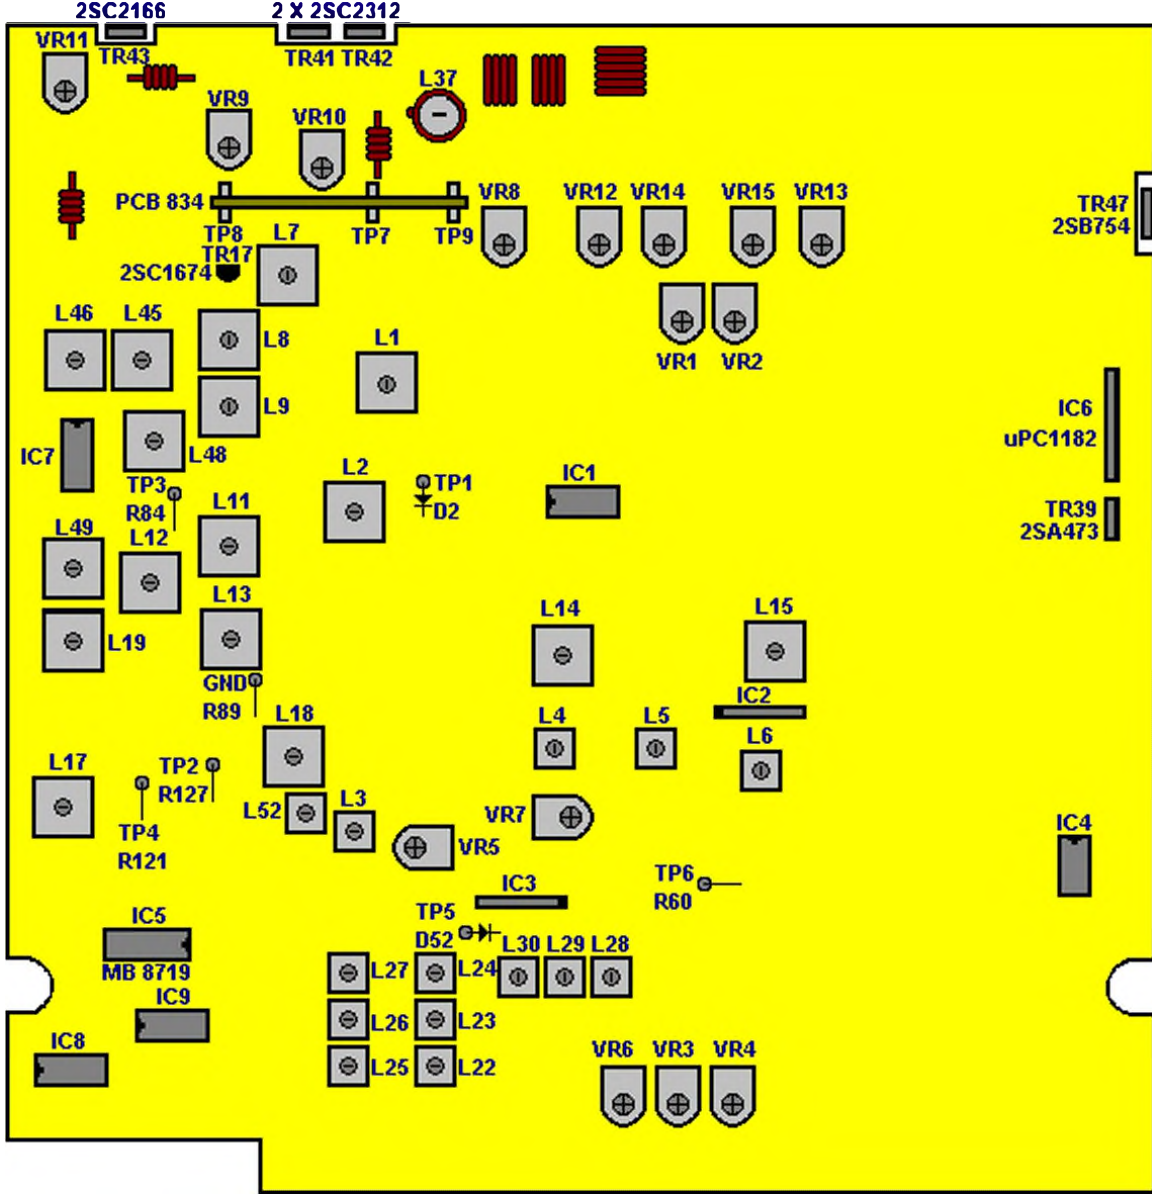 2SC2166 2 X 2SC2312
VR11 TR43 TR41 TR42
L37
VR9
VR10
PCB 834
VR8 VR12 VR14 VR15 VR13
TR47
2SB754
TP8 TP7 TP9
TR17
2SC1674
L7
L46 L45
L8
L1
VR1 VR2
L9
IC6
uPC1182
IC7
L48
L2
TP3
R84
TP1
D2
IC1
L11
TR39
2SA473
L49
L12
L13
L14 L15
L19
GND
R89
IC2
L18
L4 L5 L6
L17
TP2
R127
L52
L3
VR7
TP4
R121
VR5
IC4
TP6
R60
IC3
IC5
MB 8719
TP5
D52
L30 L29 L28
L27 L24
IC9
L26 L23
IC8
L25 L22
VR6 VR3 VR4